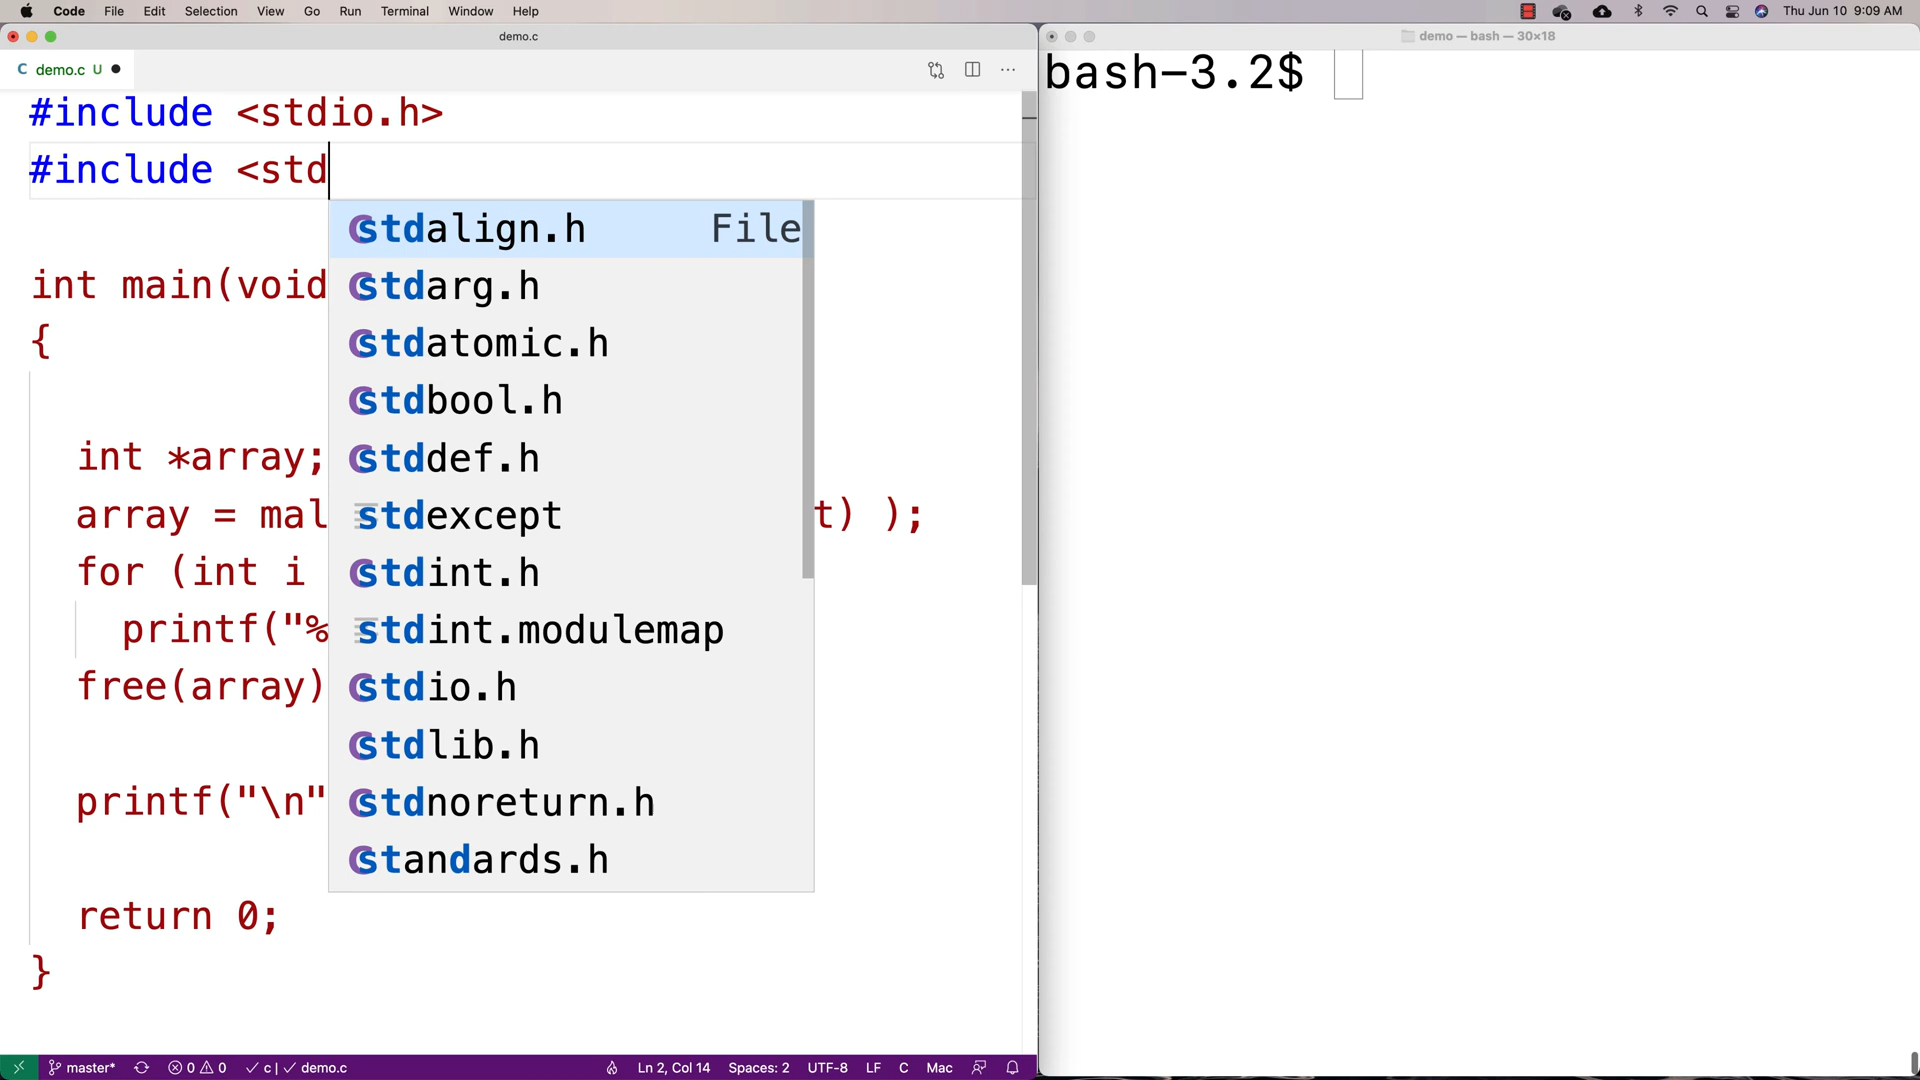 Code File Edit Selection View Go Run Terminal Window Help Thu Jun 10 9:09 AM
demo.c
C demo.c U
#include <stdio.h>
#include <std
stdalign.h File
stdarg.h
stdatomic.h
stdbool.h
stddef.h
stdexcept
stdint.h
stdint.modulemap
stdio.h
stdlib.h
stdnoreturn.h
standards.h
int main(void
{
int *array;
array = mal t) );
for (int i
printf("%
free(array)
printf("\n"
return 0;
}
master* 0 0 c | demo.c Ln 2, Col 14 Spaces: 2 UTF-8 LF C Mac
demo — bash — 30×18
bash-3.2$